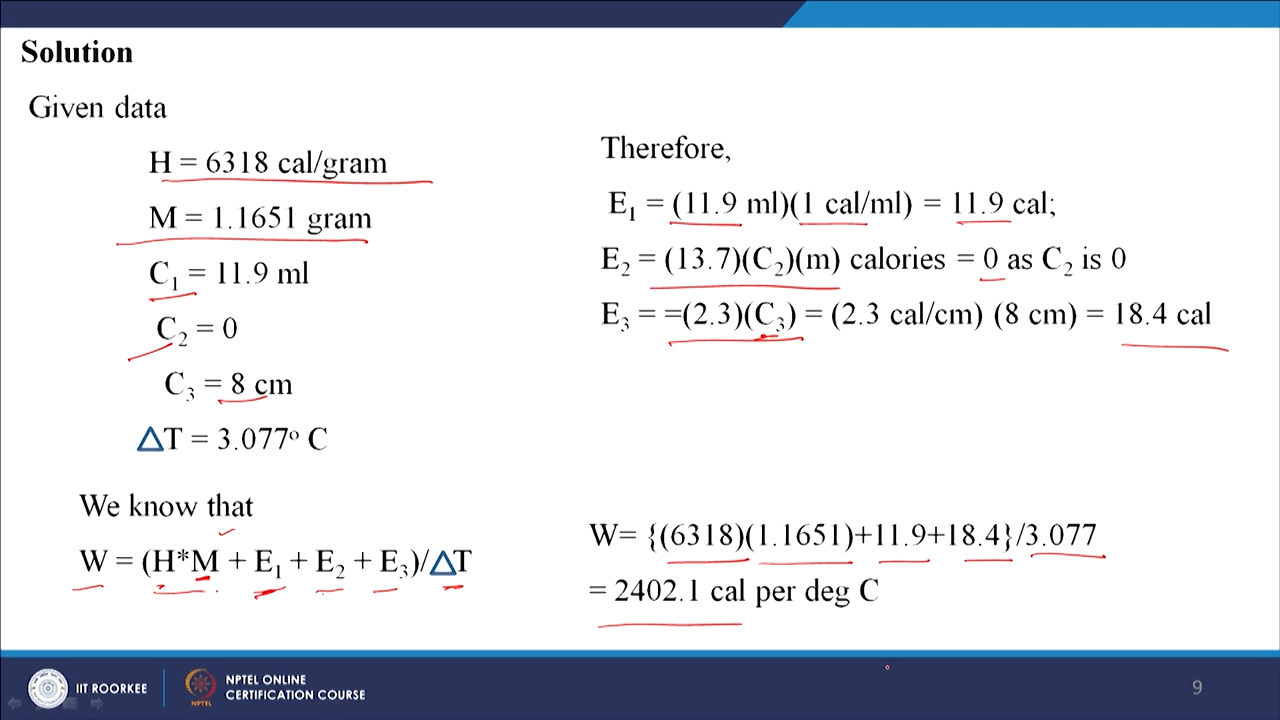 Solution
Given data
H = 6318 cal/gram
M = 1.1651 gram
C₁ = 11.9 ml
C₂ = 0
C₃ = 8 cm
△T = 3.077º C
We know that
W = (H*M + E₁ + E₂ + E₃)/△T
Therefore,
E₁ = (11.9 ml)(1 cal/ml) = 11.9 cal;
E₂ = (13.7)(C₂)(m) calories = 0 as C₂ is 0
E₃ = =(2.3)(C₃) = (2.3 cal/cm) (8 cm) = 18.4 cal
W= {(6318)(1.1651)+11.9+18.4}/3.077
= 2402.1 cal per deg C
IIT ROORKEE
NPTEL
NPTEL ONLINE
CERTIFICATION COURSE
9